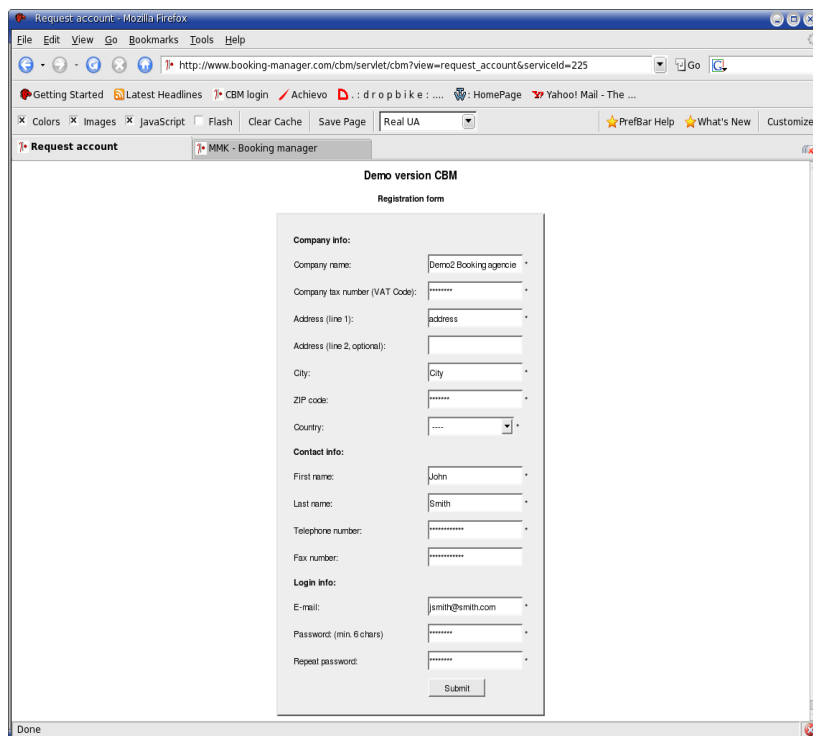 Request account - Mozilla Firefox
File Edit View Go Bookmarks Tools Help
http://www.booking-manager.com/cbm/servlet/cbm?view=request_account&serviceId=225 Go G
Getting Started Latest Headlines CBM login Achievo . : d r o p b i k e : .... : HomePage Yahoo! Mail - The ...
Colors Images JavaScript Flash Clear Cache Save Page Real UA PrefBar Help What's New Customize
Request account MMK - Booking manager
Demo version CBM
Registration form
Company info:
Company name: Demo2 Booking agencie *
Company tax number (VAT Code): ******** *
Address (line 1): address *
Address (line 2, optional):
City: City *
ZIP code: ******* *
Country: ---- *
Contact info:
First name: John *
Last name: Smith *
Telephone number: ************ *
Fax number: ************
Login info:
E-mail: jsmith@smith.com *
Password: (min. 6 chars) ******** *
Repeat password: ******** *
Submit
Done